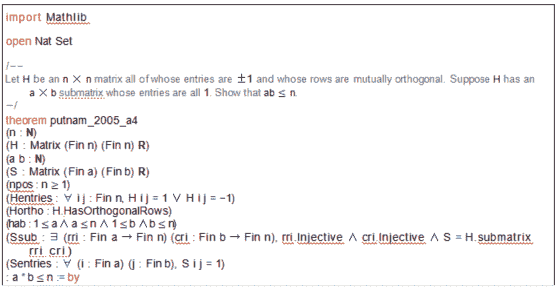 import Mathlib
open Nat Set
/--
Let H be an n × n matrix all of whose entries are ±1 and whose rows are mutually orthogonal. Suppose H has an
a × b submatrix whose entries are all 1. Show that ab ≤ n.
-/
theorem putnam_2005_a4
(n : ℕ)
(H : Matrix (Fin n) (Fin n) ℝ)
(a b : ℕ)
(S : Matrix (Fin a) (Fin b) ℝ)
(npos : n ≥ 1)
(Hentries : ∀ i j : Fin n, H i j = 1 ∨ H i j = -1)
(Hortho : H.HasOrthogonalRows)
(hab : 1 ≤ a ∧ a ≤ n ∧ 1 ≤ b ∧ b ≤ n)
(Ssub : ∃ (rri : Fin a → Fin n) (cri : Fin b → Fin n), rri.Injective ∧ cri.Injective ∧ S = H.submatrix
rri cri)
(Sentries : ∀ (i : Fin a) (j : Fin b), S i j = 1)
: a * b ≤ n := by